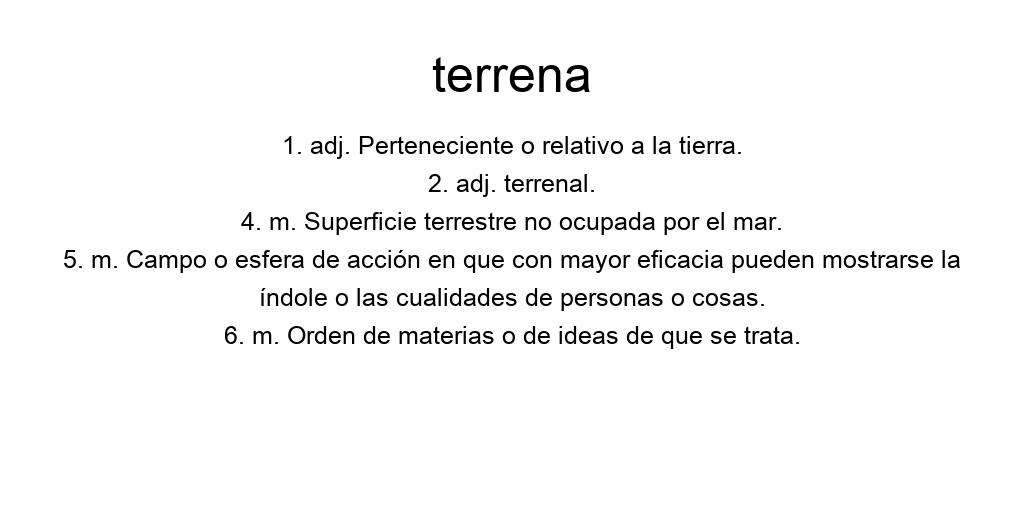 terrena
1. adj. Perteneciente o relativo a la tierra.
2. adj. terrenal.
4. m. Superficie terrestre no ocupada por el mar.
5. m. Campo o esfera de acción en que con mayor eficacia pueden mostrarse la
índole o las cualidades de personas o cosas.
6. m. Orden de materias o de ideas de que se trata.